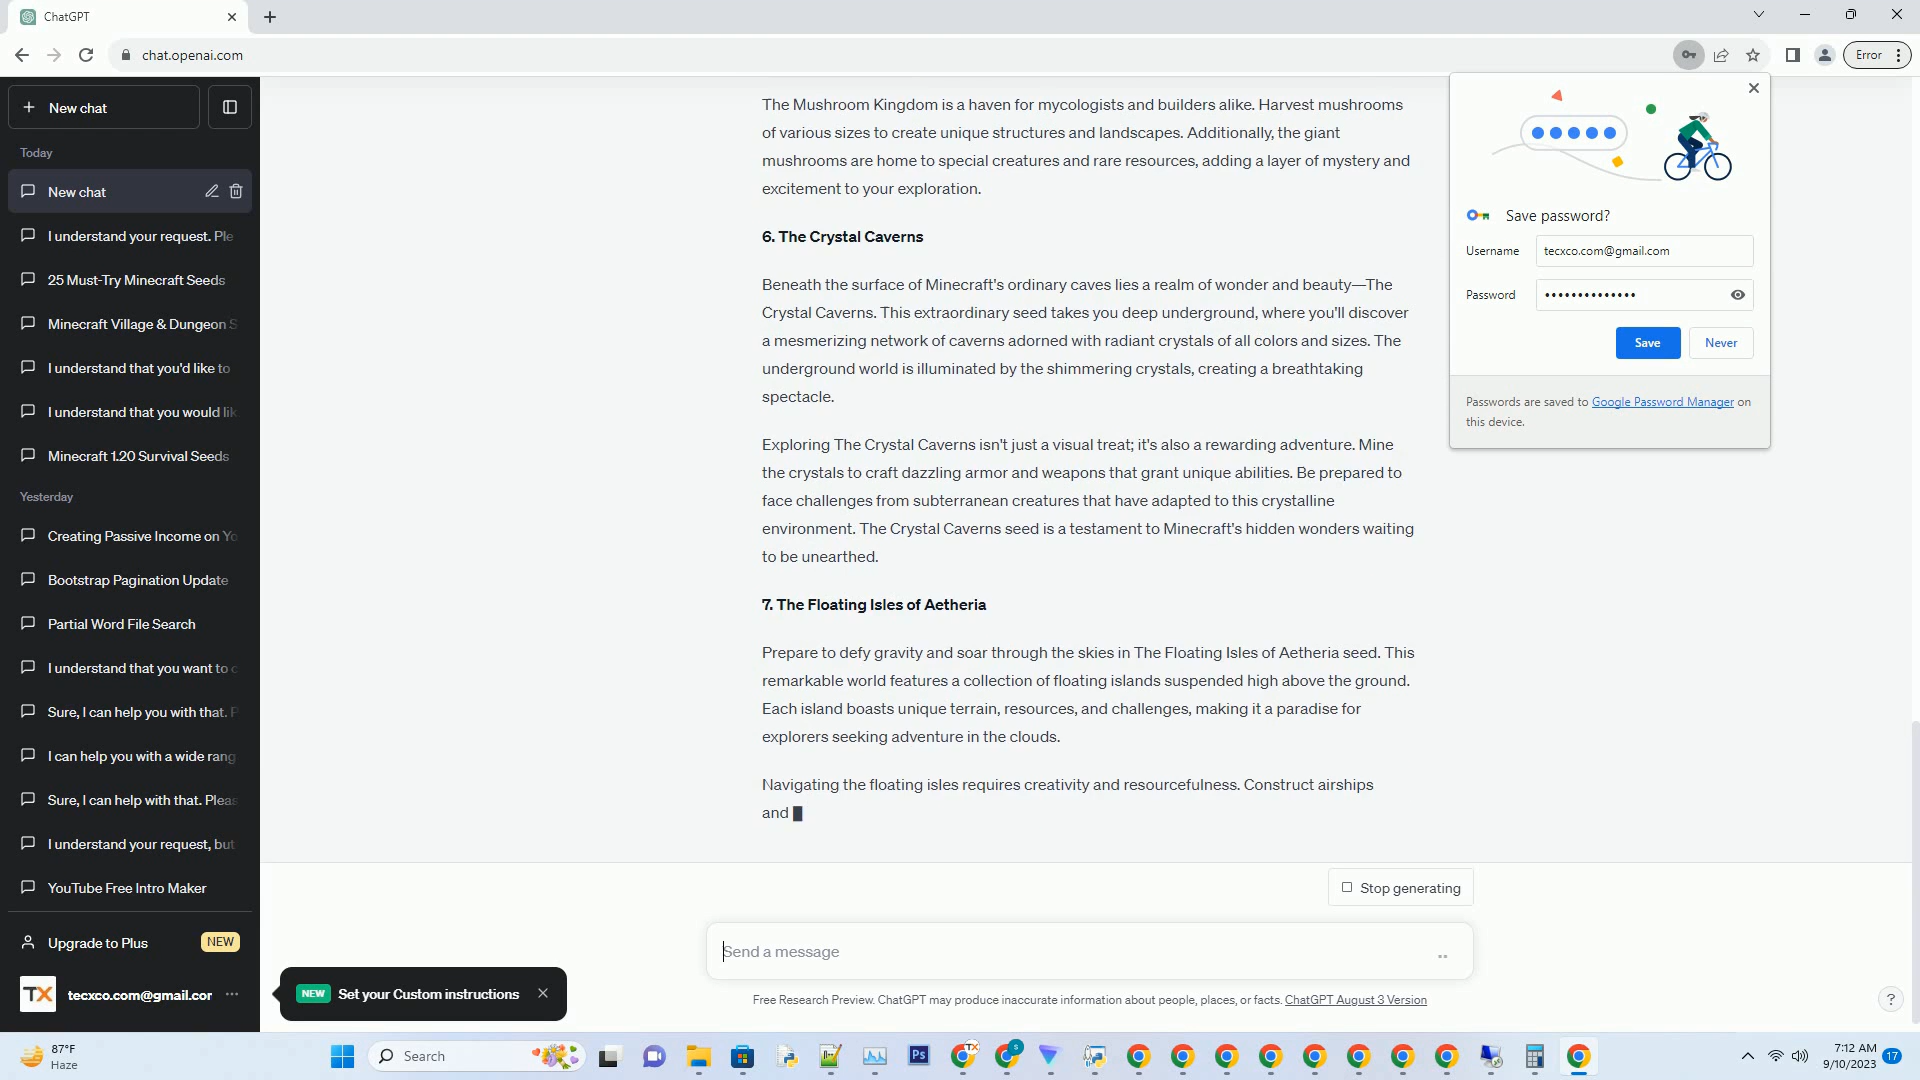 ChatGPT
chat.openai.com
Error
New chat
Today
New chat
I understand your request. Ple
25 Must-Try Minecraft Seeds
Minecraft Village & Dungeon S
I understand that you'd like to
I understand that you would lik
Minecraft 1.20 Survival Seeds
Yesterday
Creating Passive Income on Yo
Bootstrap Pagination Update
Partial Word File Search
I understand that you want to c
Sure, I can help you with that. P
I can help you with a wide rang
Sure, I can help with that. Pleas
I understand your request, but
YouTube Free Intro Maker
Upgrade to Plus
NEW
TX
tecxco.com@gmail.cor
The Mushroom Kingdom is a haven for mycologists and builders alike. Harvest mushrooms
of various sizes to create unique structures and landscapes. Additionally, the giant
mushrooms are home to special creatures and rare resources, adding a layer of mystery and
excitement to your exploration.
6. The Crystal Caverns
Beneath the surface of Minecraft's ordinary caves lies a realm of wonder and beauty—The
Crystal Caverns. This extraordinary seed takes you deep underground, where you'll discover
a mesmerizing network of caverns adorned with radiant crystals of all colors and sizes. The
underground world is illuminated by the shimmering crystals, creating a breathtaking
spectacle.
Exploring The Crystal Caverns isn't just a visual treat; it's also a rewarding adventure. Mine
the crystals to craft dazzling armor and weapons that grant unique abilities. Be prepared to
face challenges from subterranean creatures that have adapted to this crystalline
environment. The Crystal Caverns seed is a testament to Minecraft's hidden wonders waiting
to be unearthed.
7. The Floating Isles of Aetheria
Prepare to defy gravity and soar through the skies in The Floating Isles of Aetheria seed. This
remarkable world features a collection of floating islands suspended high above the ground.
Each island boasts unique terrain, resources, and challenges, making it a paradise for
explorers seeking adventure in the clouds.
Navigating the floating isles requires creativity and resourcefulness. Construct airships
and
Stop generating
Send a message
Free Research Preview. ChatGPT may produce inaccurate information about people, places, or facts. ChatGPT August 3 Version
NEW Set your Custom instructions
?
Save password?
Username tecxco.com@gmail.com
Password ••••••••••••••
Save Never
Passwords are saved to Google Password Manager on
this device.
87°F
Haze
Search
Ps
TX
S
7:12 AM
9/10/2023
17